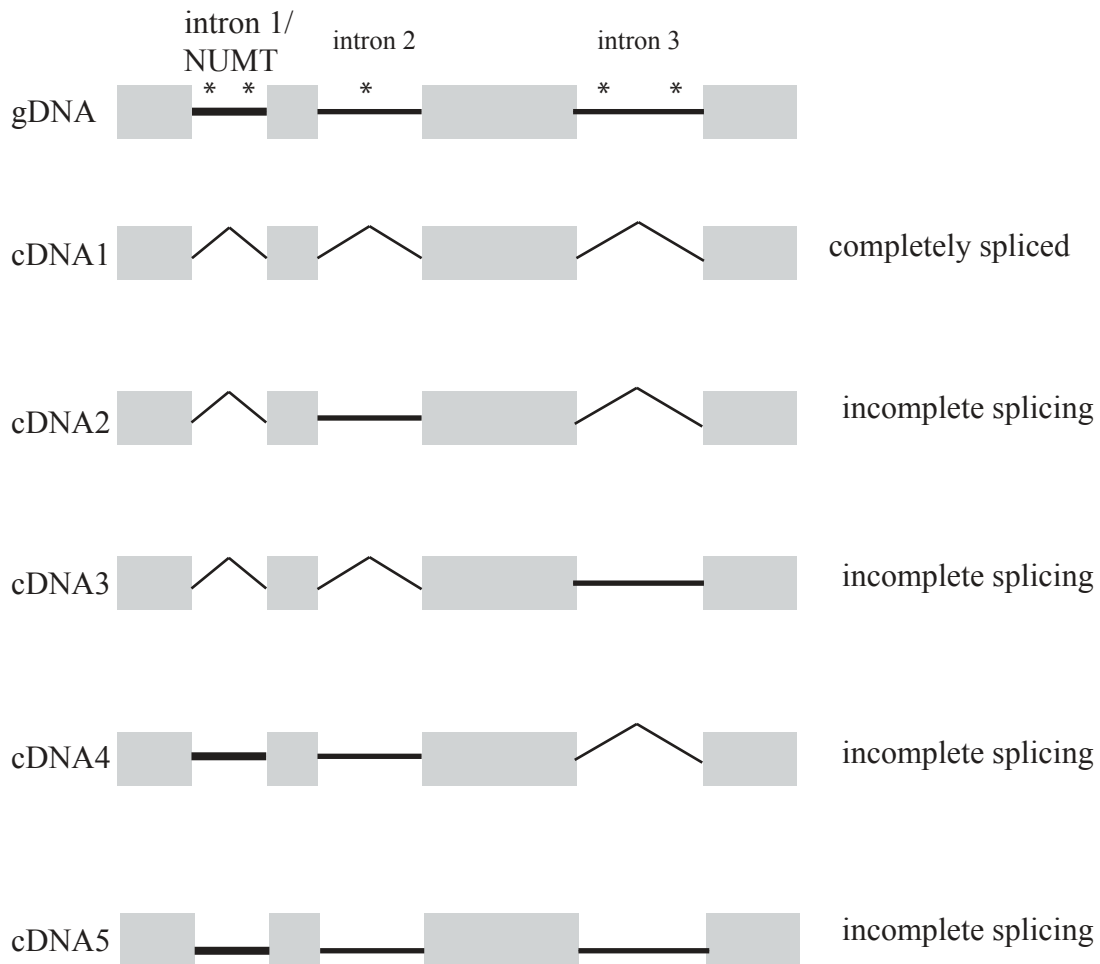 intron 1/
NUMT
intron 2
intron 3
* * * * *
gDNA
cDNA1
completely spliced
cDNA2
incomplete splicing
cDNA3
incomplete splicing
cDNA4
incomplete splicing
cDNA5
incomplete splicing